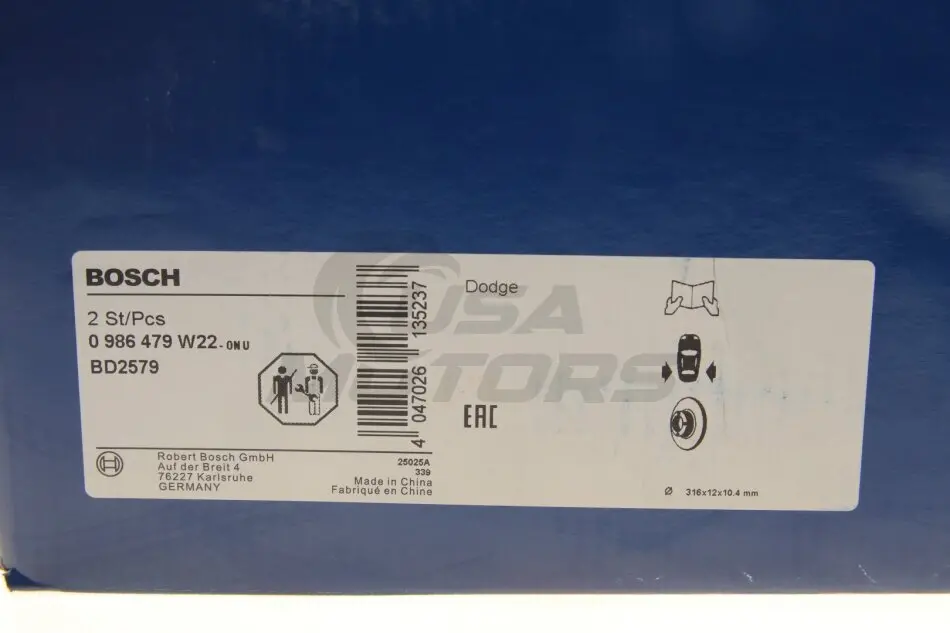 BOSCH
2 St/Pcs
0 986 479 W22-0NU
BD2579
4 047026 135237
Robert Bosch GmbH
Auf der Breit 4
76227 Karlsruhe
GERMANY
25025A
339
Made in China
Fabriqué en Chine
Dodge
EAC
Ø 316x12x10.4 mm
USA
MOTORS